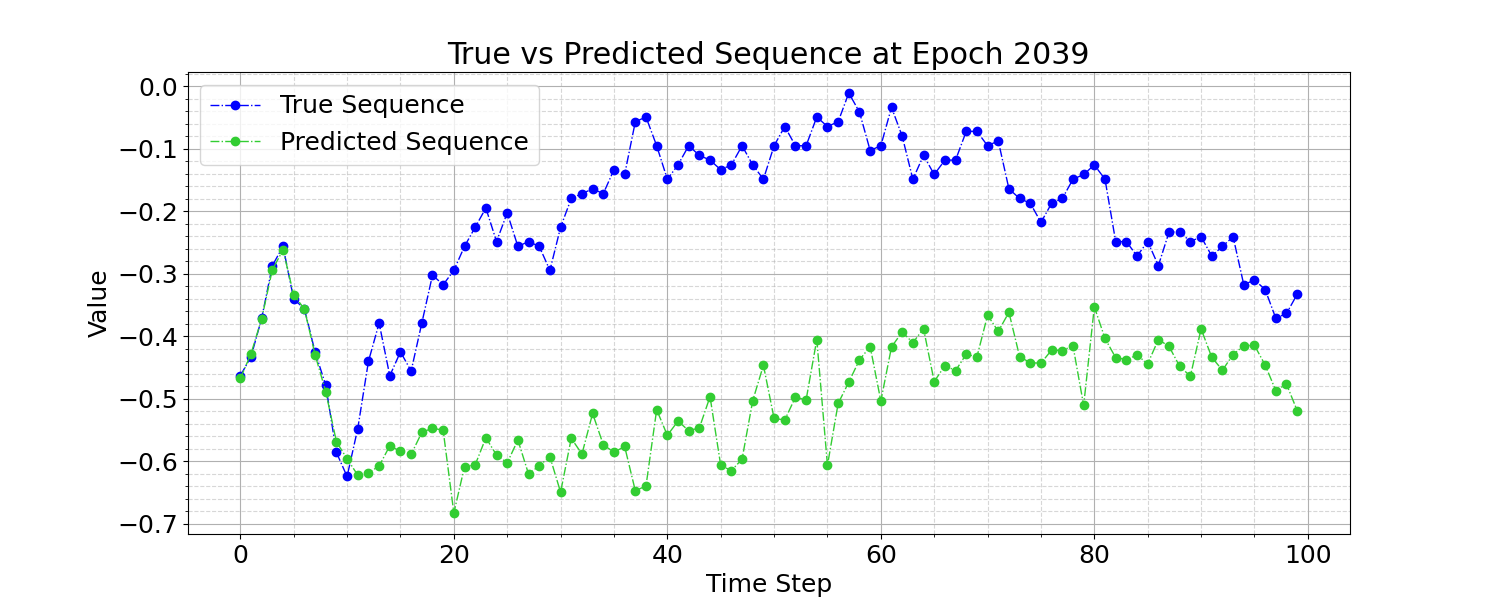 True vs Predicted Sequence at Epoch 2039
True Sequence
Predicted Sequence
0.0
−0.1
−0.2
−0.3
−0.4
−0.5
−0.6
−0.7
Value
0 20 40 60 80 100
Time Step